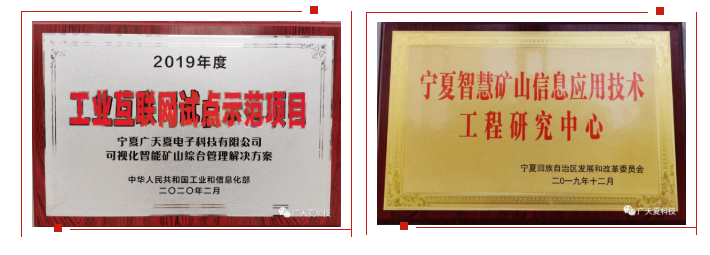 2019年度
工业互联网试点示范项目
宁夏广天夏电子科技有限公司
可视化智能矿山综合管理解决方案
中华人民共和国工业和信息化部
二〇二〇年二月
广天夏科技
宁夏智慧矿山信息应用技术
工程研究中心
宁夏回族自治区发展和改革委员会
二〇一九年十二月
广天夏科技